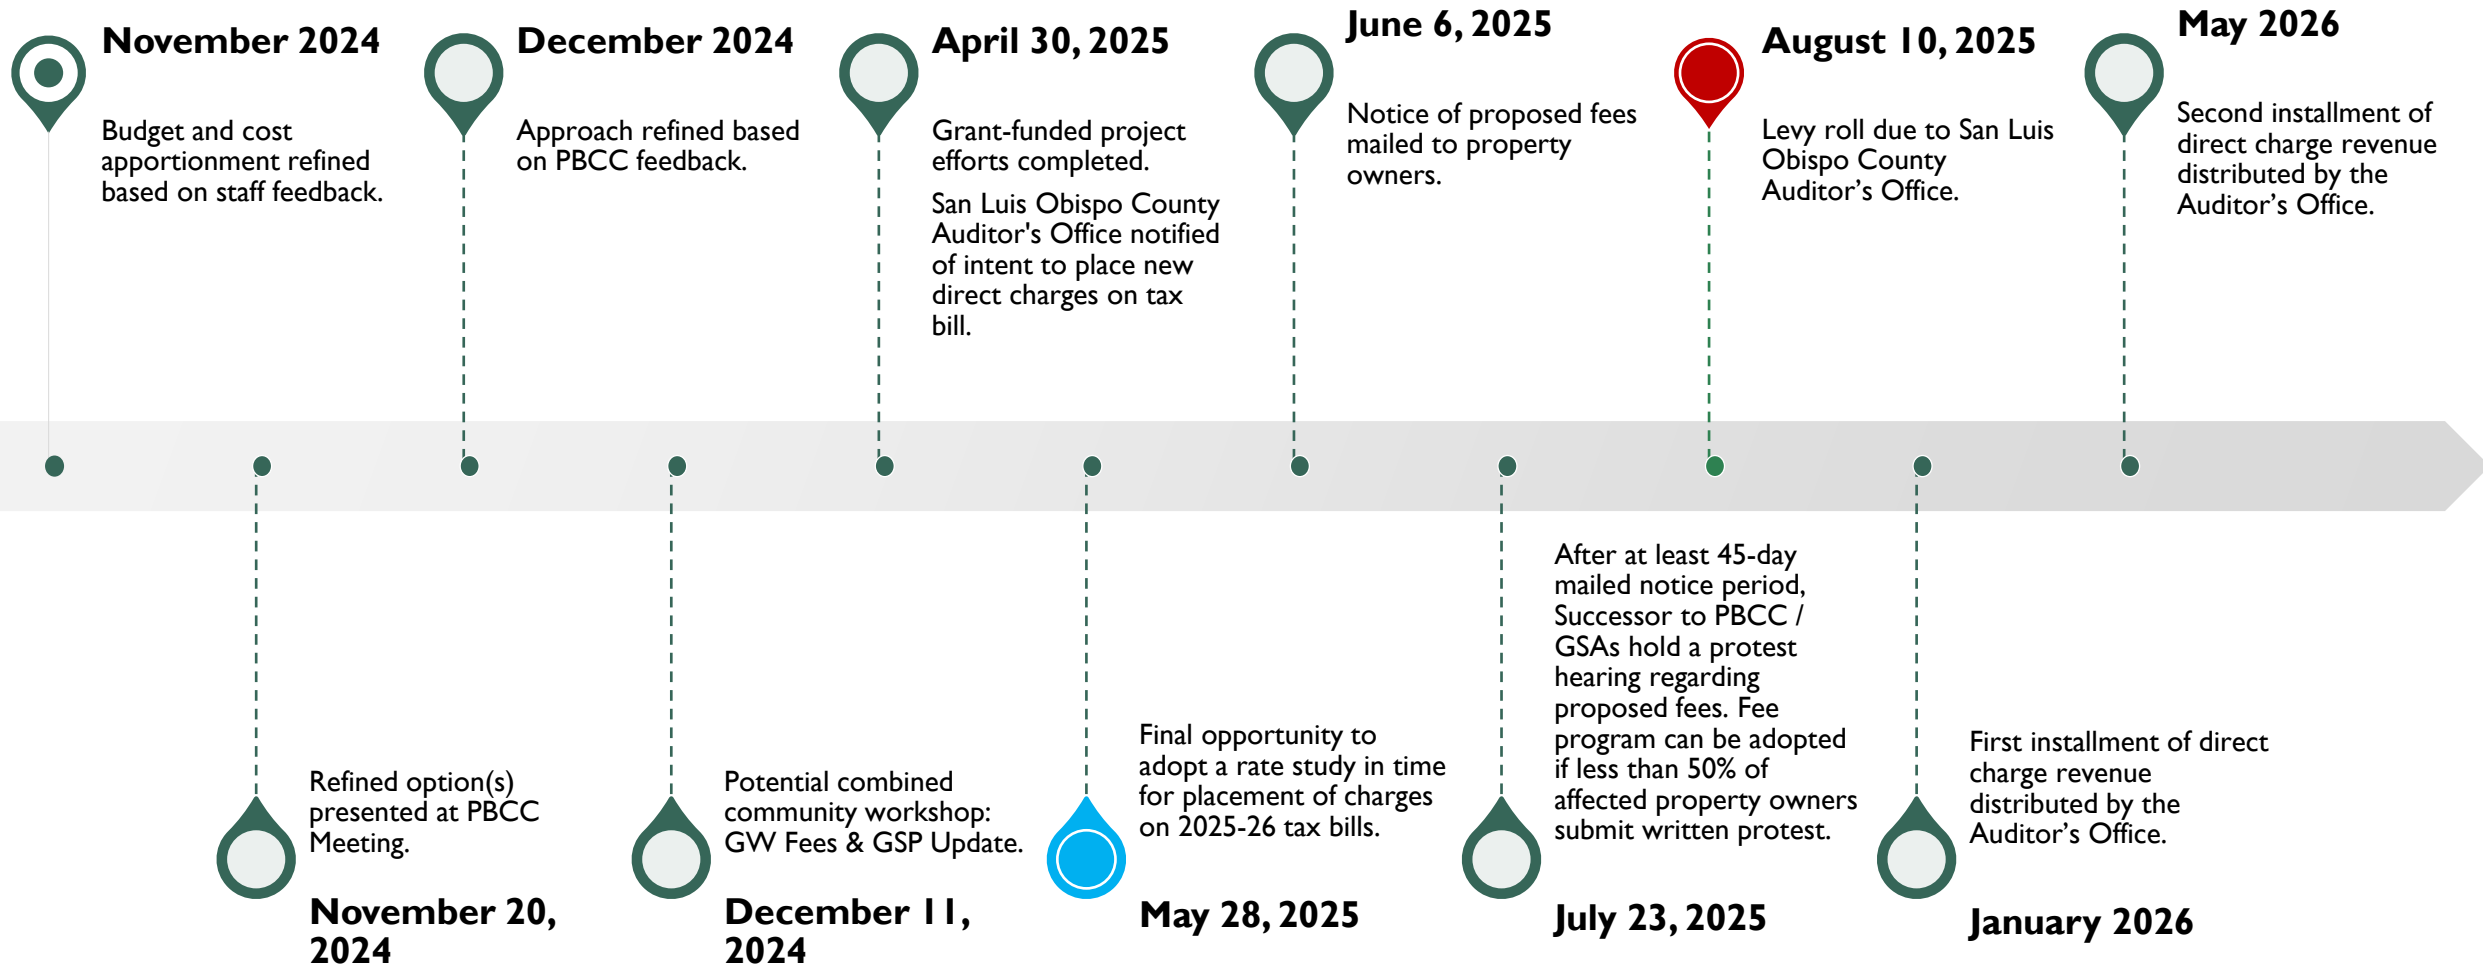 November 2024
Budget and cost
apportionment refined
based on staff feedback.
December 2024
Approach refined based
on PBCC feedback.
April 30, 2025
Grant-funded project
efforts completed.
San Luis Obispo County
Auditor's Office notified
of intent to place new
direct charges on tax
bill.
June 6, 2025
Notice of proposed fees
mailed to property
owners.
August 10, 2025
Levy roll due to San Luis
Obispo County
Auditor’s Office.
May 2026
Second installment of
direct charge revenue
distributed by the
Auditor’s Office.
Refined option(s)
presented at PBCC
Meeting.
November 20,
2024
Potential combined
community workshop:
GW Fees & GSP Update.
December 11,
2024
Final opportunity to
adopt a rate study in time
for placement of charges
on 2025-26 tax bills.
May 28, 2025
After at least 45-day
mailed notice period,
Successor to PBCC /
GSAs hold a protest
hearing regarding
proposed fees. Fee
program can be adopted
if less than 50% of
affected property owners
submit written protest.
July 23, 2025
First installment of direct
charge revenue
distributed by the
Auditor’s Office.
January 2026